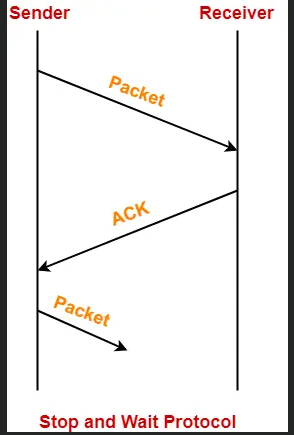 Sender
Receiver
Packet
ACK
Packet
Stop and Wait Protocol